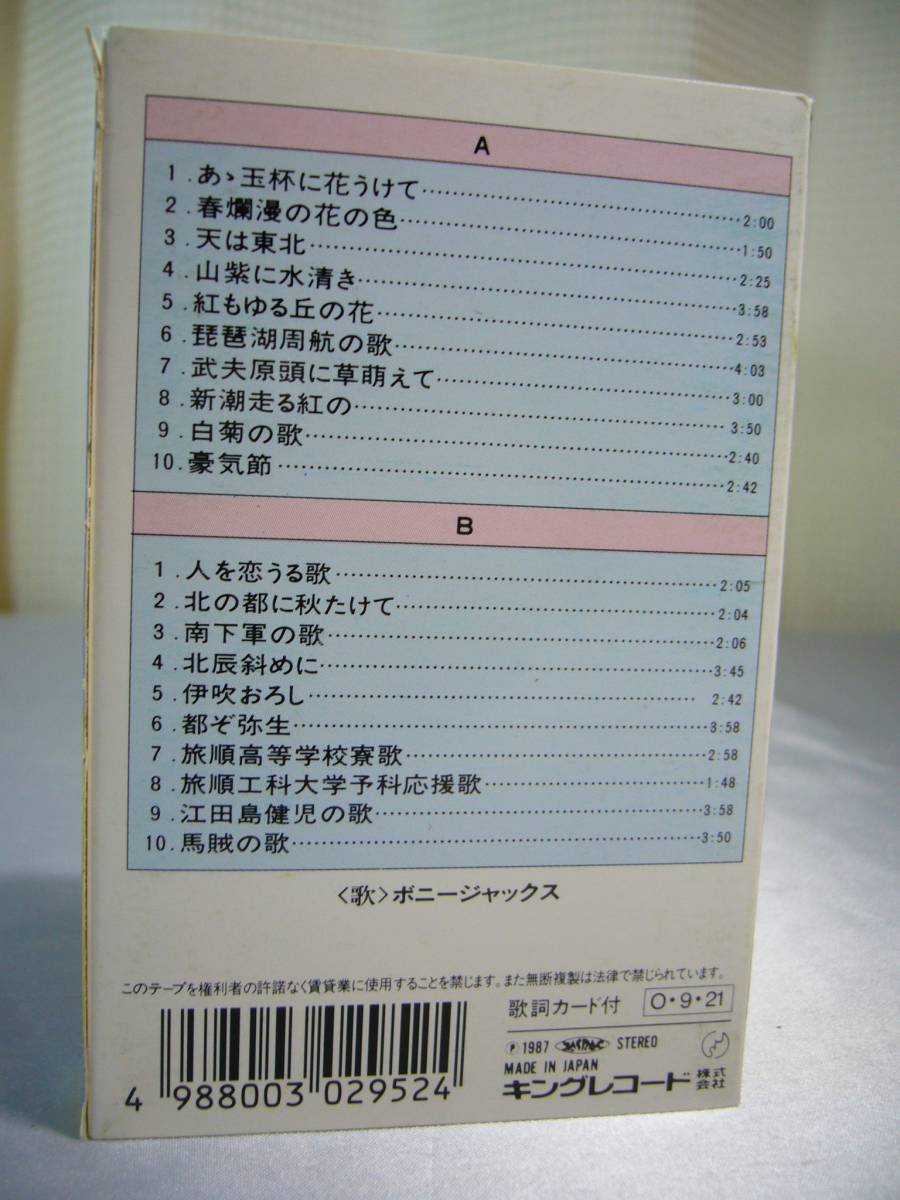 A
1.あゝ玉杯に花うけて……2:00
2.春爛漫の花の色……1:50
3.天は東北……2:25
4.山紫に水清き……3:58
5.紅もゆる丘の花……2:53
6.琵琶湖周航の歌……4:03
7.武夫原頭に草萌えて……3:00
8.新潮走る紅の……3:50
9.白菊の歌……2:40
10.豪気節……2:42
B
1.人を恋うる歌……2:05
2.北の都に秋たけて……2:04
3.南下軍の歌……2:06
4.北辰斜めに……3:45
5.伊吹おろし……2:42
6.都ぞ弥生……3:58
7.旅順高等学校寮歌……2:58
8.旅順工科大学予科応援歌……1:48
9.江田島健児の歌……3:58
10.馬賊の歌……3:50
〈歌〉ボニージャックス
このテープを権利者の許諾なく賃貸業に使用することを禁じます。また無断複製は法律で禁じられています。
歌詞カード付 O・9・21
Ⓟ1987 JASRAC STEREO
MADE IN JAPAN
キングレコード株式会社
4 988003 029524